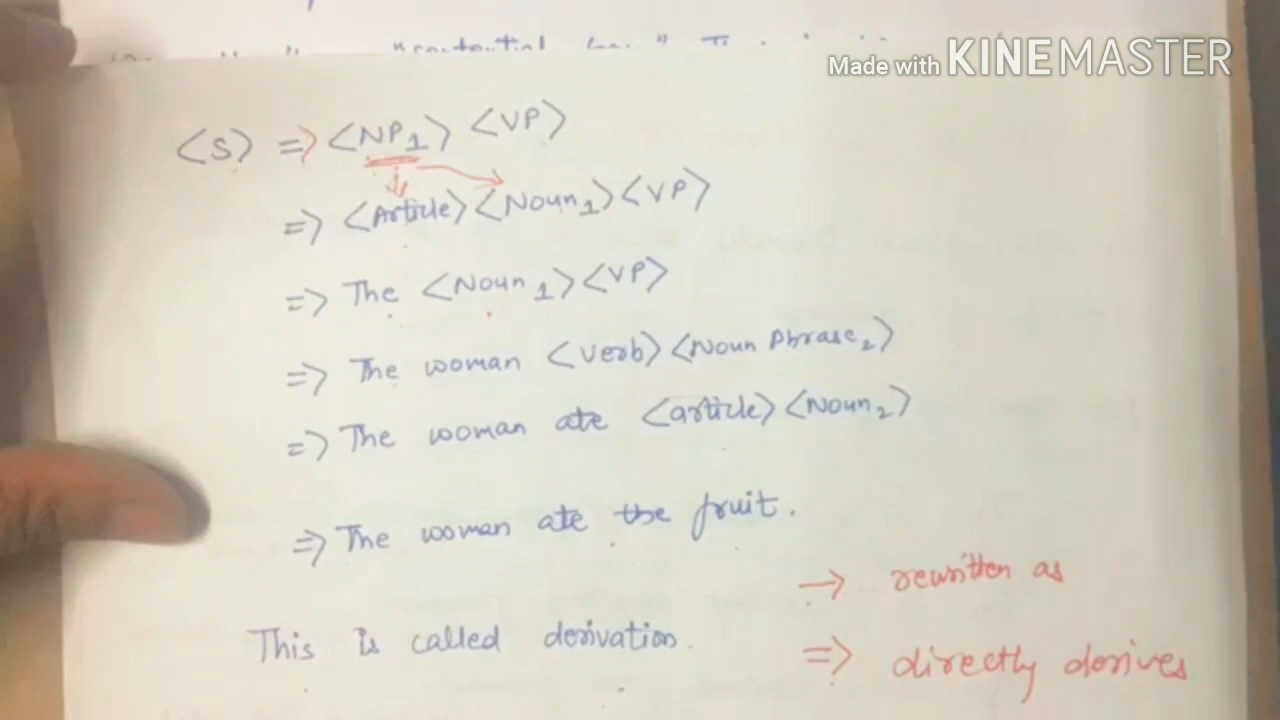 Made with KINEMASTER
<S> => <NP1> <VP>
=> <Article> <Noun1> <VP>
=> The <Noun1> <VP>
=> The woman <Verb> <Noun Phrase2>
=> The woman ate <article> <Noun2>
=> The woman ate the fruit.
→ rewritten as
This is called derivation.
=> directly derives